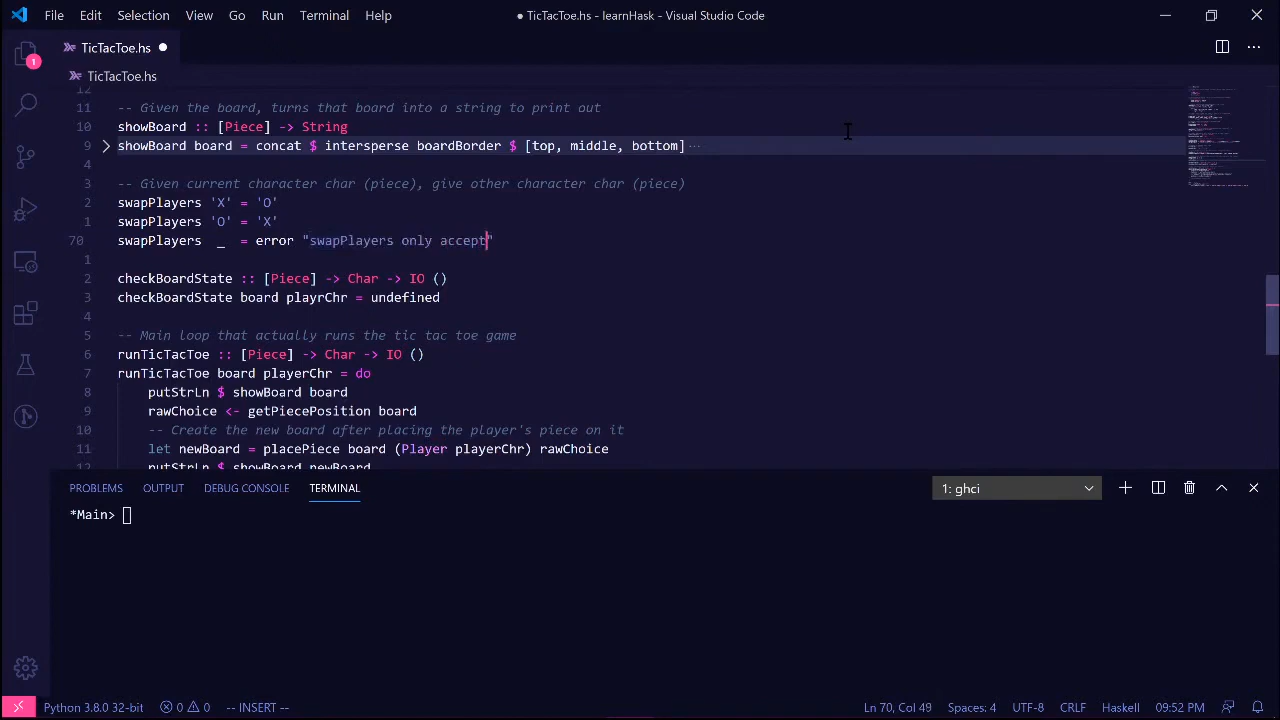 File Edit Selection View Go Run Terminal Help
● TicTacToe.hs - learnHask - Visual Studio Code
1
TicTacToe.hs ●
TicTacToe.hs
12
11 -- Given the board, turns that board into a string to print out
10 showBoard :: [Piece] -> String
9 showBoard board = concat $ intersperse boardBorder $ [top, middle, bottom]···
4
3 -- Given current character char (piece), give other character char (piece)
2 swapPlayers 'X' = 'O'
1 swapPlayers 'O' = 'X'
70 swapPlayers _ = error "swapPlayers only accept"
1
2 checkBoardState :: [Piece] -> Char -> IO ()
3 checkBoardState board playrChr = undefined
4
5 -- Main loop that actually runs the tic tac toe game
6 runTicTacToe :: [Piece] -> Char -> IO ()
7 runTicTacToe board playerChr = do
8 putStrLn $ showBoard board
9 rawChoice <- getPiecePosition board
10 -- Create the new board after placing the player's piece on it
11 let newBoard = placePiece board (Player playerChr) rawChoice
12 putStrLn $ showBoard newBoard
PROBLEMS OUTPUT DEBUG CONSOLE TERMINAL 1: ghci
*Main>
Python 3.8.0 32-bit 0 0 -- INSERT -- Ln 70, Col 49 Spaces: 4 UTF-8 CRLF Haskell 09:52 PM